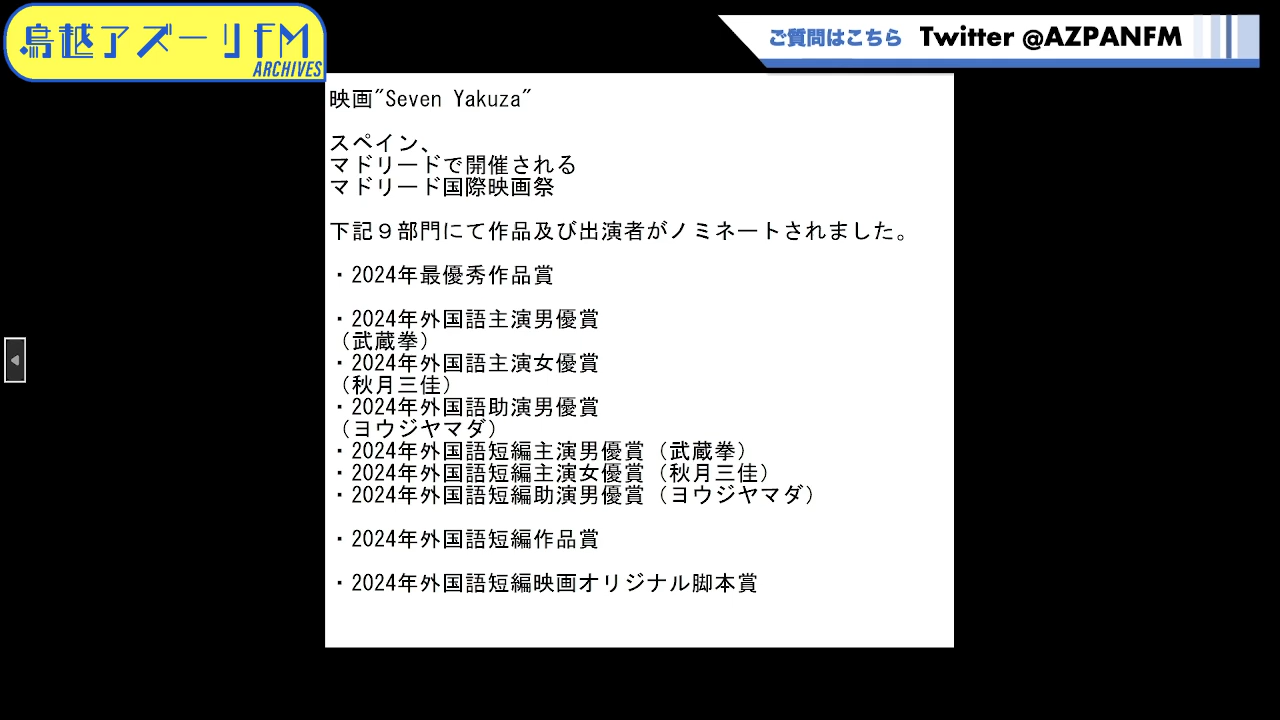 鳥越アズーリFM
ARCHIVES
ご質問はこちら Twitter @AZPANFM
映画"Seven Yakuza"
スペイン、
マドリードで開催される
マドリード国際映画祭
下記９部門にて作品及び出演者がノミネートされました。
・2024年最優秀作品賞
・2024年外国語主演男優賞
（武蔵拳）
・2024年外国語主演女優賞
（秋月三佳）
・2024年外国語助演男優賞
（ヨウジヤマダ）
・2024年外国語短編主演男優賞（武蔵拳）
・2024年外国語短編主演女優賞（秋月三佳）
・2024年外国語短編助演男優賞（ヨウジヤマダ）
・2024年外国語短編作品賞
・2024年外国語短編映画オリジナル脚本賞